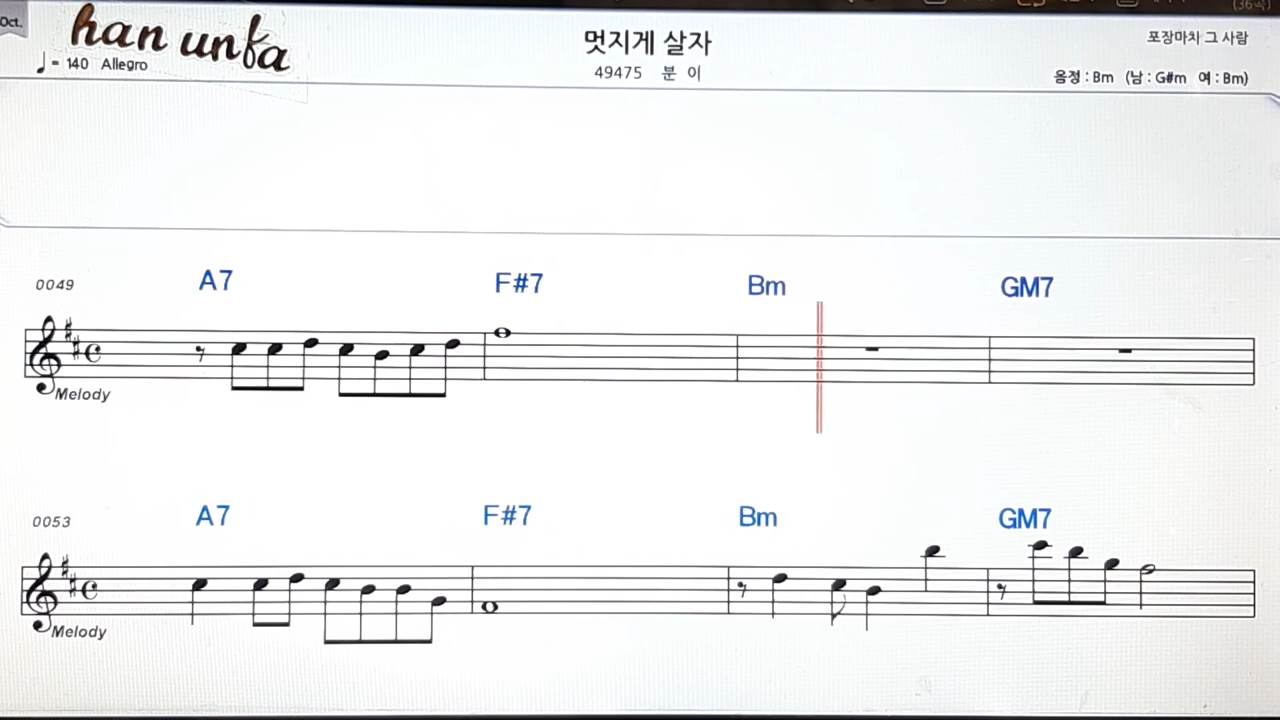 Oct.
han unfa
멋지게 살자
포장마치 그 사람
♩= 140 Allegro
49475 분 이
음정 : Bm (남 : G#m 여 : Bm)
0049
A7 F#7 Bm GM7
Melody
0053
A7 F#7 Bm GM7
Melody